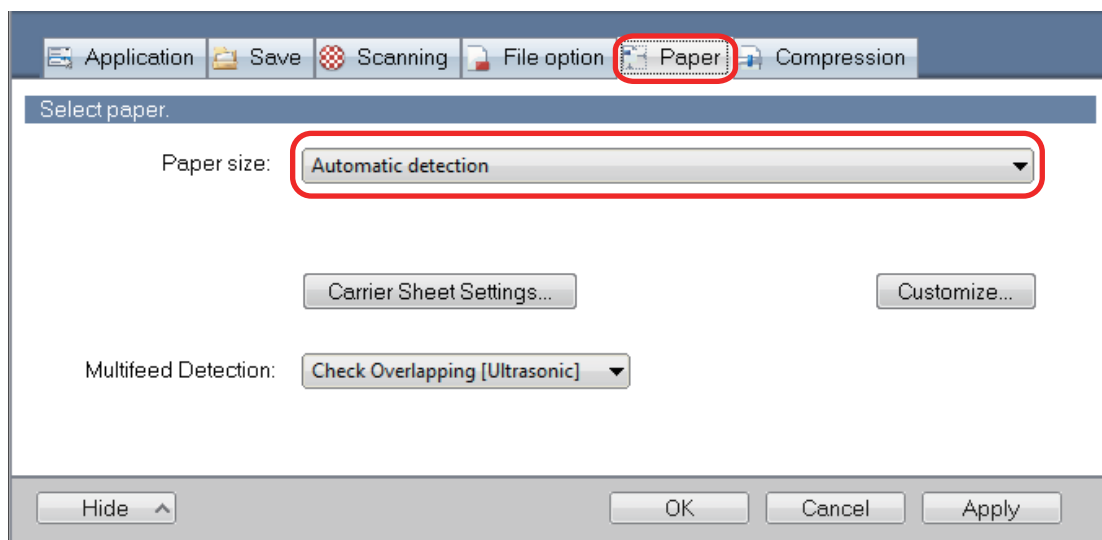 Application Save Scanning File option Paper Compression
Select paper.
Paper size: Automatic detection
Carrier Sheet Settings... Customize...
Multifeed Detection: Check Overlapping [Ultrasonic]
Hide OK Cancel Apply